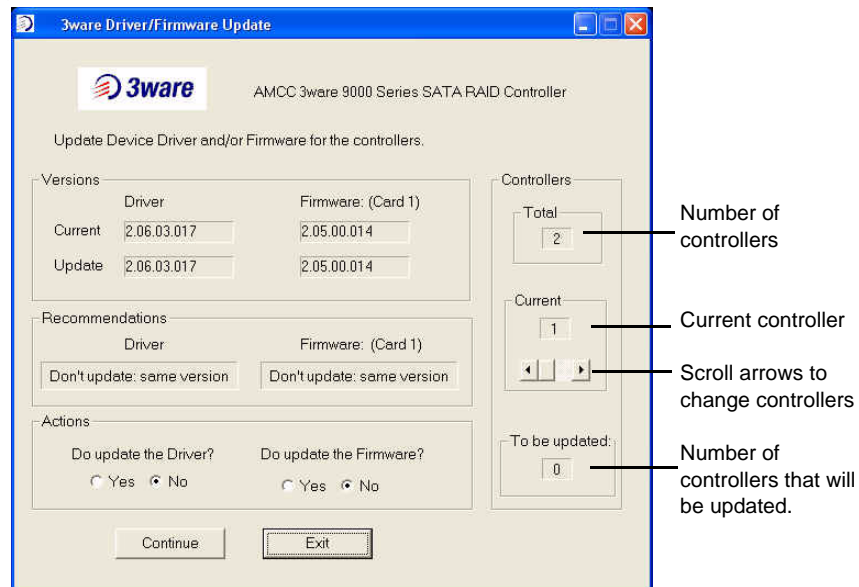 3ware Driver/Firmware Update
3ware
AMCC 3ware 9000 Series SATA RAID Controller
Update Device Driver and/or Firmware for the controllers.
Versions
Driver
Firmware: (Card 1)
Current
2.06.03.017
2.05.00.014
Update
2.06.03.017
2.05.00.014
Recommendations
Driver
Firmware: (Card 1)
Don't update: same version
Don't update: same version
Actions
Do update the Driver?
Do update the Firmware?
Yes
No
Yes
No
Continue
Exit
Controllers
Total
2
Current
1
To be updated:
0
Number of
controllers
Current controller
Scroll arrows to
change controllers
Number of
controllers that will
be updated.